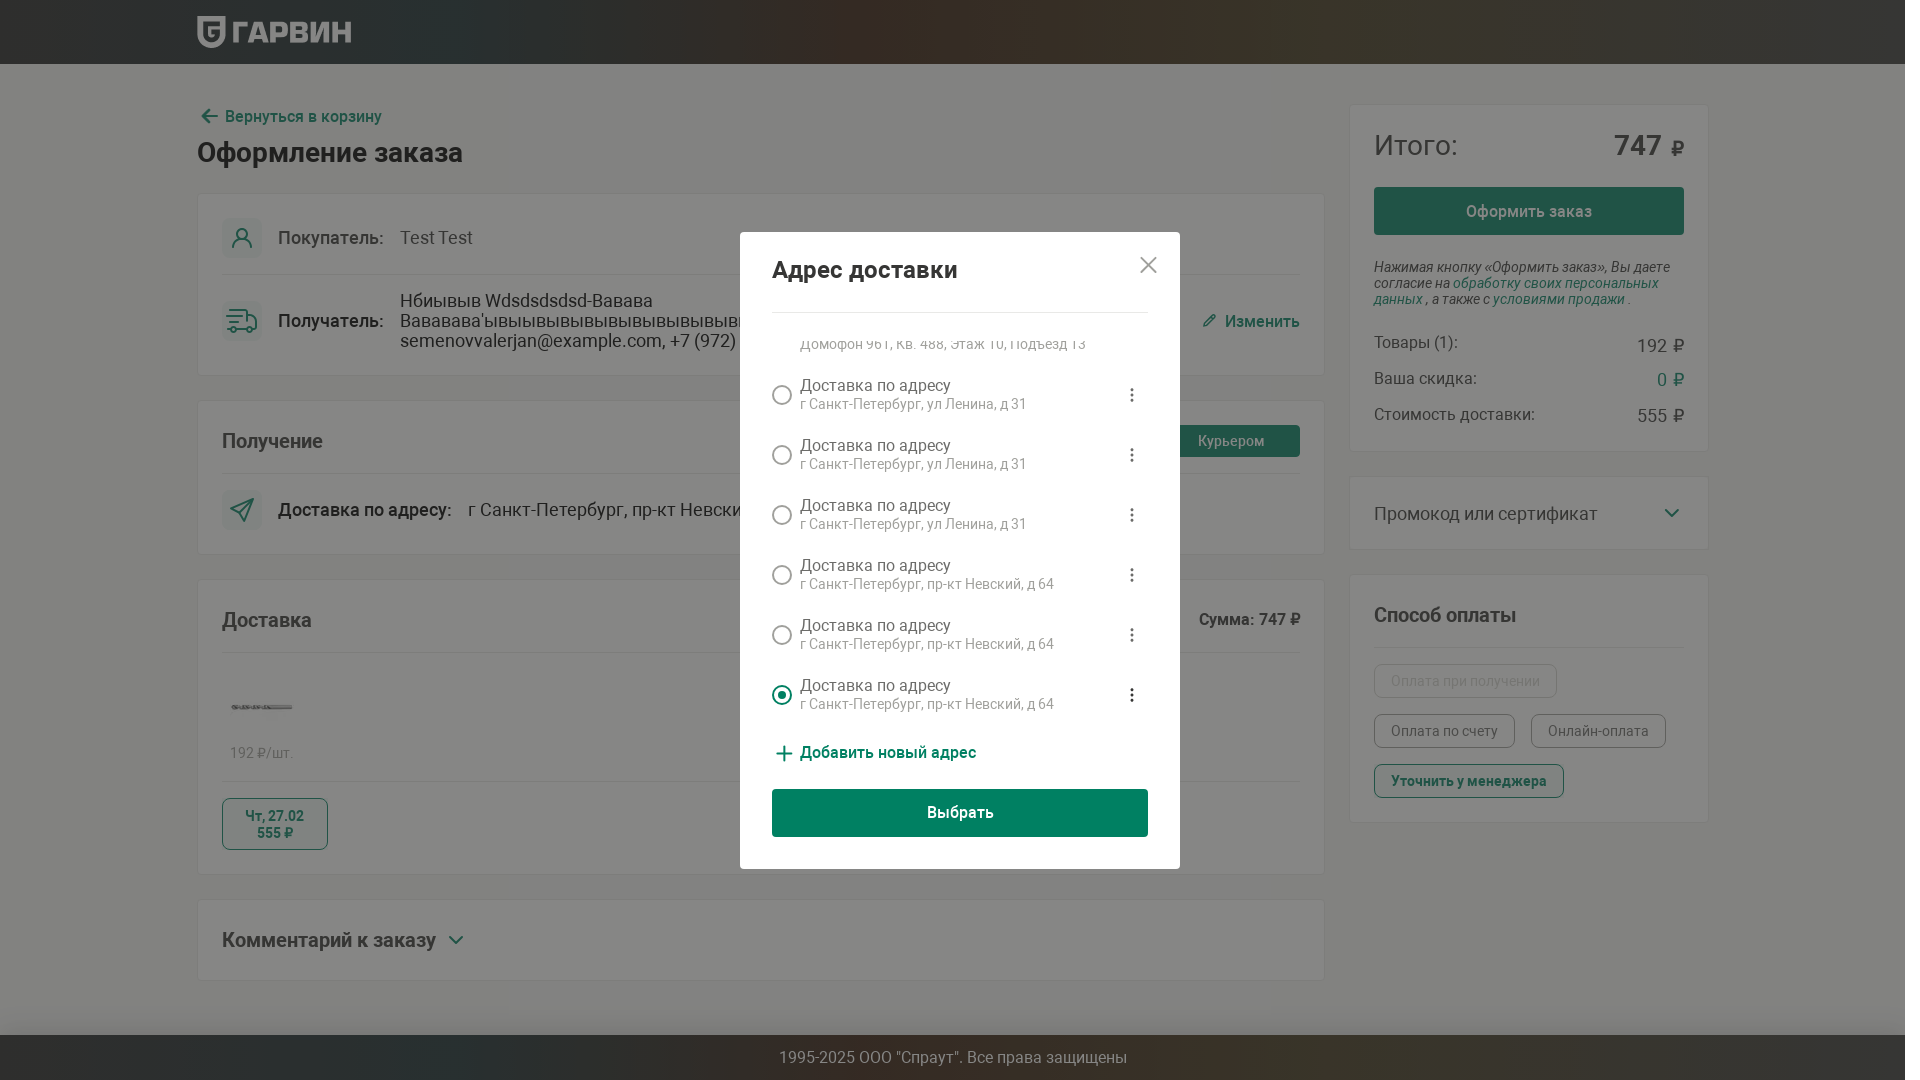 ГАРВИН
Вернуться в корзину
Оформление заказа
Покупатель: Test Test
Получатель:
Нбиывыв Wdsdsdsdsd-Вавава
Вавававa'ывыывывывывывывывывывы
semenovvalerjan@example.com, +7 (972)
Изменить
Получение
Курьером
Доставка по адресу: г Санкт-Петербург, пр-кт Невски
Доставка
Сумма: 747 ₽
192 ₽/шт.
Чт, 27.02
555 ₽
Комментарий к заказу
Адрес доставки
Домофон 961, Кв. 488, Этаж 10, Подъезд 13
Доставка по адресу
г Санкт-Петербург, ул Ленина, д 31
Доставка по адресу
г Санкт-Петербург, ул Ленина, д 31
Доставка по адресу
г Санкт-Петербург, ул Ленина, д 31
Доставка по адресу
г Санкт-Петербург, пр-кт Невский, д 64
Доставка по адресу
г Санкт-Петербург, пр-кт Невский, д 64
Доставка по адресу
г Санкт-Петербург, пр-кт Невский, д 64
Добавить новый адрес
Выбрать
Итого: 747 ₽
Оформить заказ
Нажимая кнопку «Оформить заказ», Вы даете
согласие на обработку своих персональных
данных , а также с условиями продажи .
Товары (1): 192 ₽
Ваша скидка: 0 ₽
Стоимость доставки: 555 ₽
Промокод или сертификат
Способ оплаты
Оплата при получении
Оплата по счету
Онлайн-оплата
Уточнить у менеджера
1995-2025 ООО "Спраут". Все права защищены